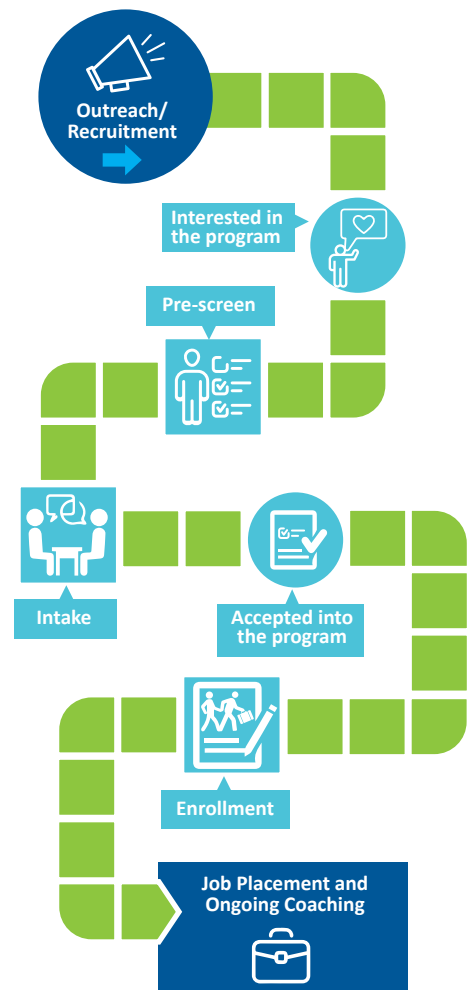 Outreach/
Recruitment
Interested in
the program
Pre-screen
Intake
Accepted into
the program
Enrollment
Job Placement and
Ongoing Coaching